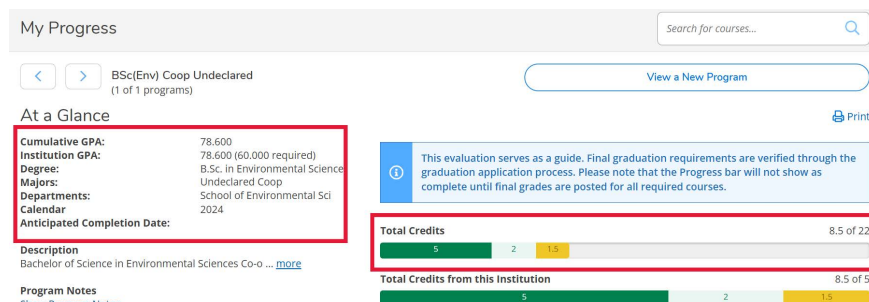 My Progress
Search for courses...
BSc(Env) Coop Undeclared
(1 of 1 programs)
View a New Program
At a Glance
Print
Cumulative GPA: 78.600
Institution GPA: 78.600 (60.000 required)
Degree: B.Sc. in Environmental Science
Majors: Undeclared Coop
Departments: School of Environmental Sci
Calendar 2024
Anticipated Completion Date:
Description
Bachelor of Science in Environmental Sciences Co-o ... more
Program Notes
This evaluation serves as a guide. Final graduation requirements are verified through the
graduation application process. Please note that the Progress bar will not show as
complete until final grades are posted for all required courses.
Total Credits 8.5 of 22
5 2 1.5
Total Credits from this Institution 8.5 of 5
5 2 1.5